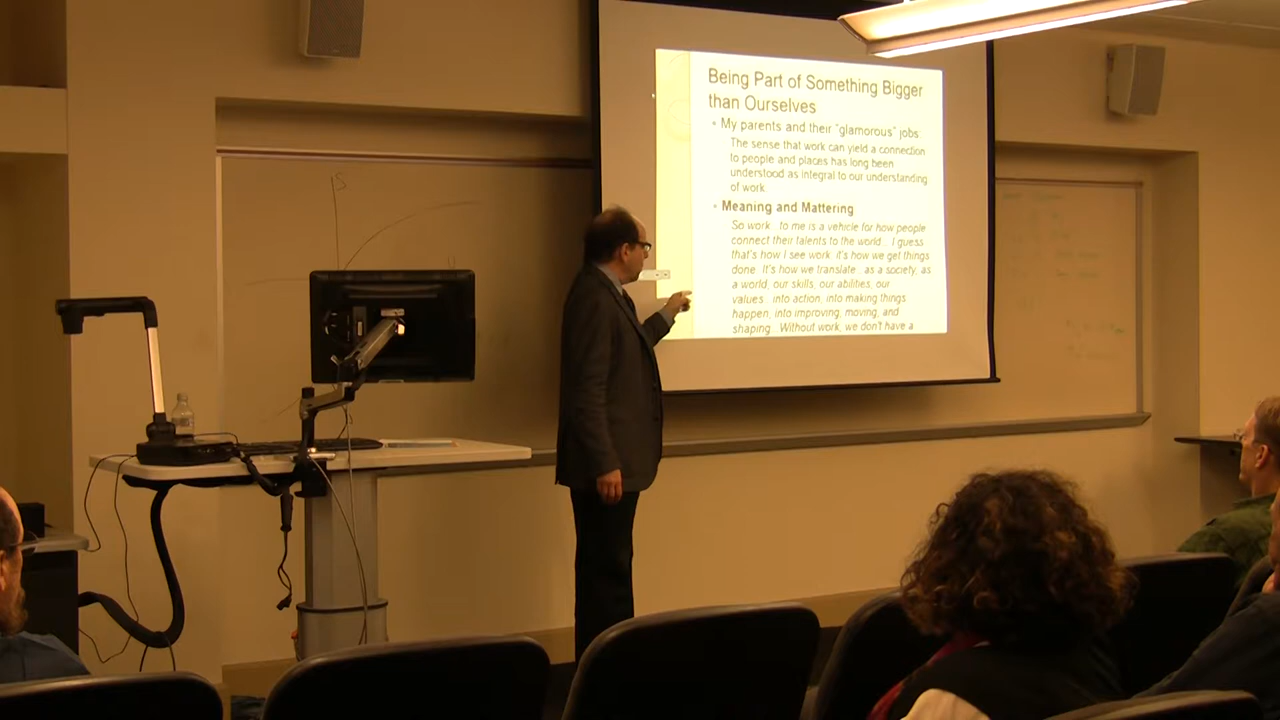 Being Part of Something Bigger
than Ourselves
• My parents and their "glamorous" jobs
The sense that work can yield a connection
to people and places has long been
understood as integral to our understanding
of work.
• Meaning and Mattering
So work...to me is a vehicle for how people
connect their talents to the world... I guess
that's how I see work. it's how we get things
done. It's how we translate...as a society, as
a world, our skills, our abilities, our
values...into action, into making things
happen, into improving, moving, and
shaping. Without work, we don't have a
S